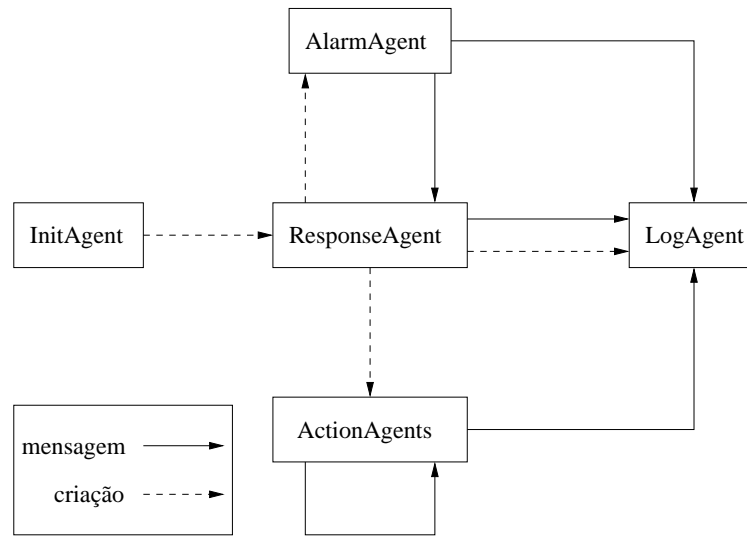 AlarmAgent
InitAgent
ResponseAgent
LogAgent
ActionAgents
mensagem
criação